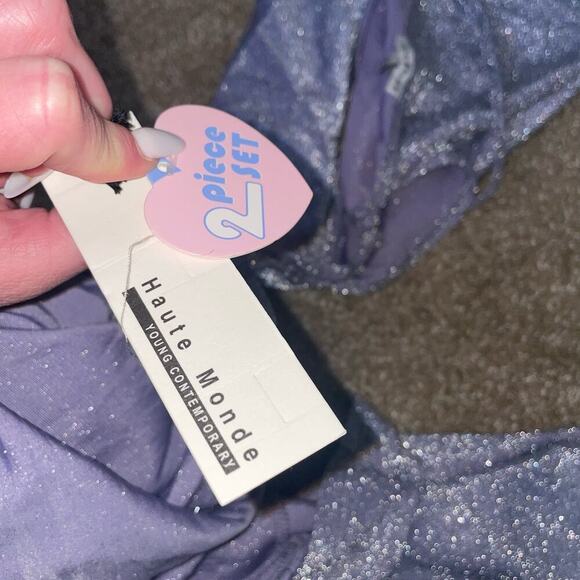 2 piece
SET
Haute Monde
YOUNG CONTEMPORARY